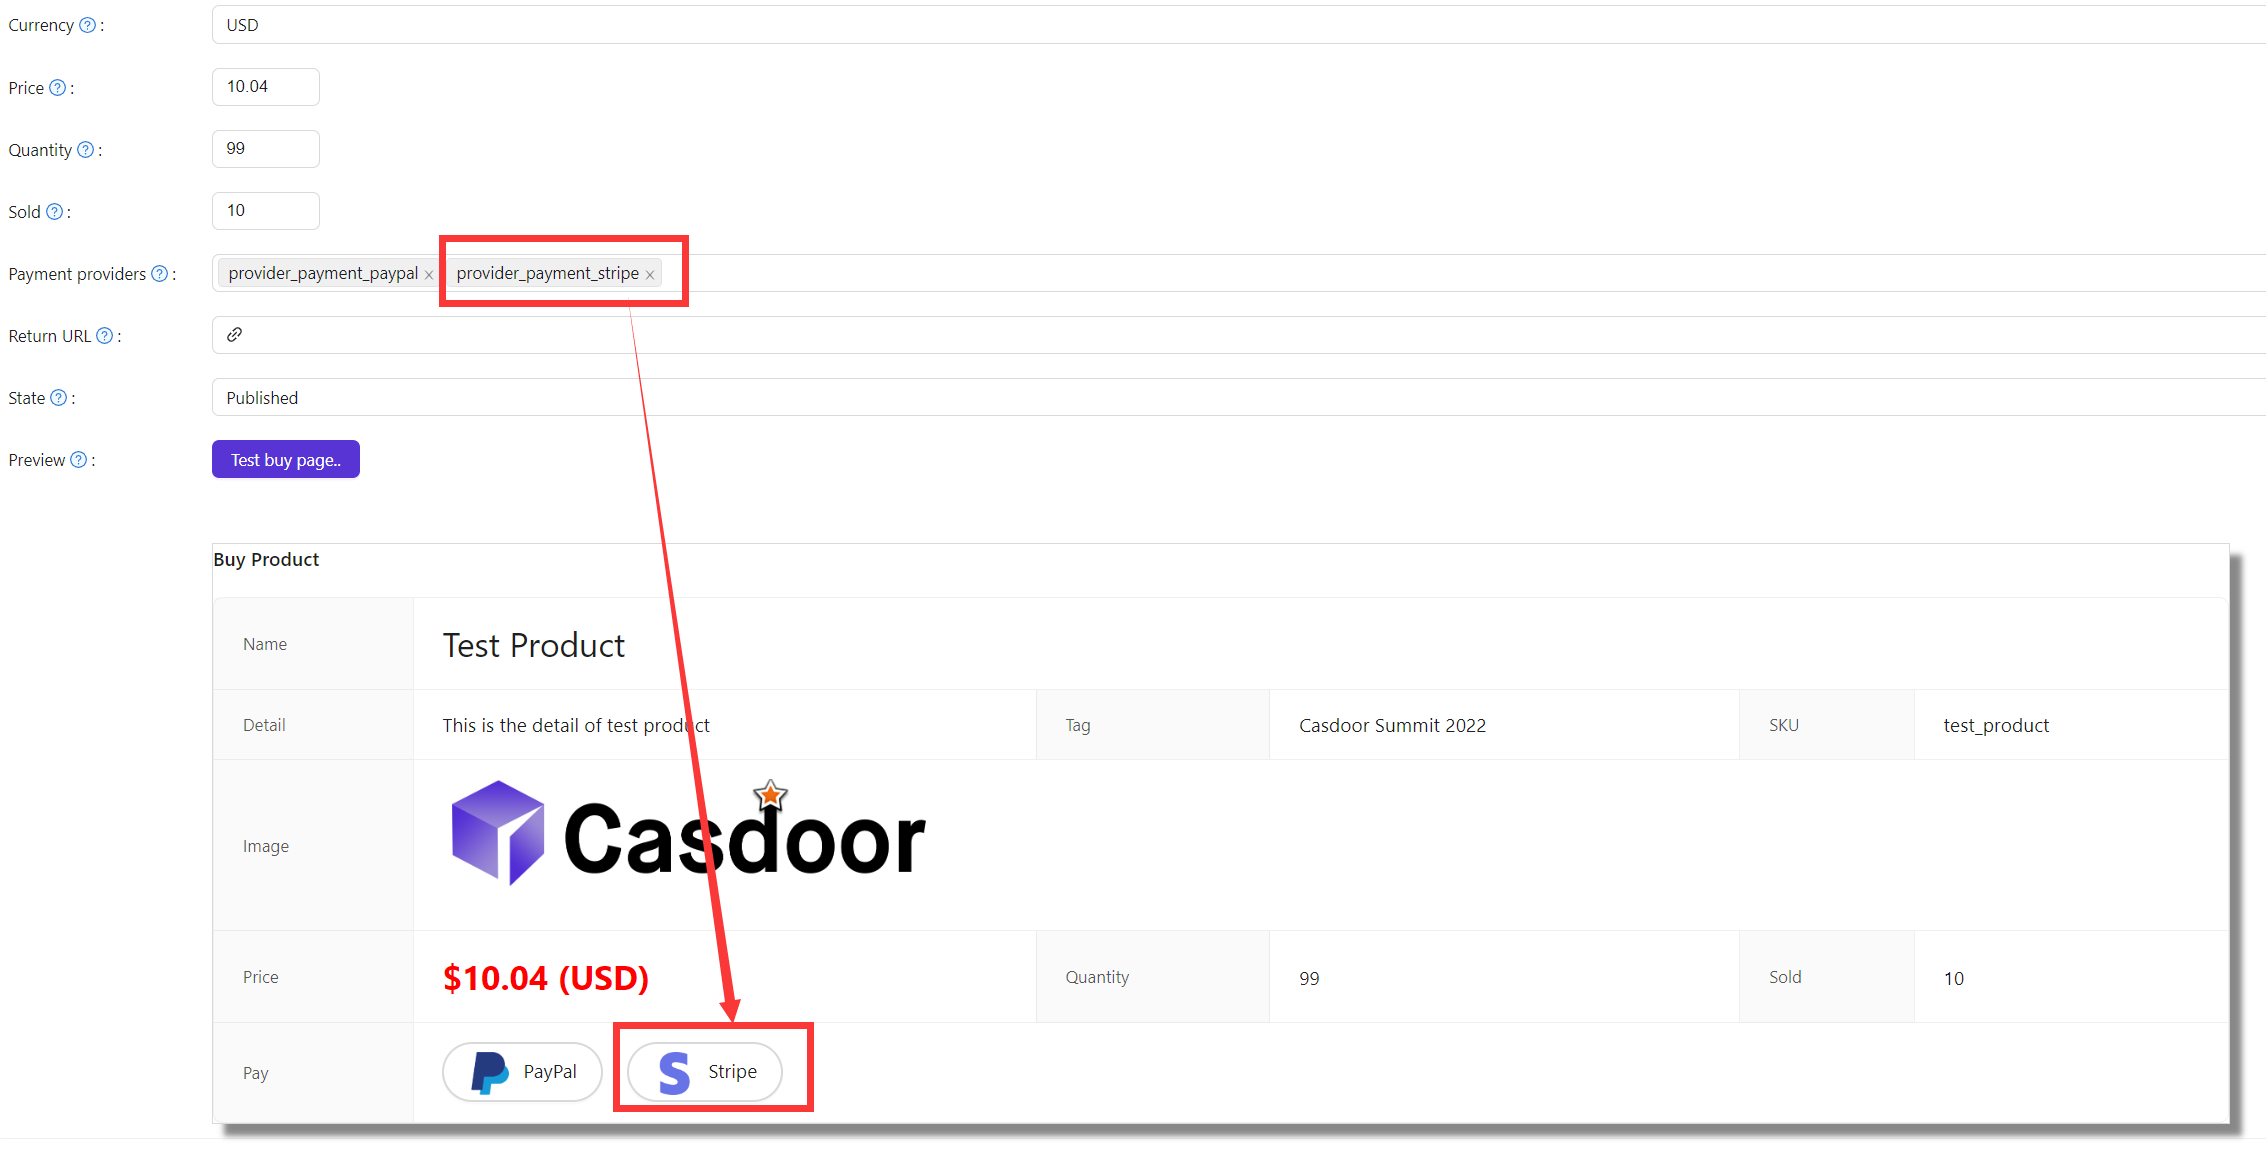 Currency ? : USD
Price ? : 10.04
Quantity ? : 99
Sold ? : 10
Payment providers ? : provider_payment_paypal × provider_payment_stripe ×
Return URL ? :
State ? : Published
Preview ? : Test buy page..
Buy Product
Name Test Product
Detail This is the detail of test product Tag Casdoor Summit 2022 SKU test_product
Image Casdoor
Price $10.04 (USD) Quantity 99 Sold 10
Pay PayPal S Stripe